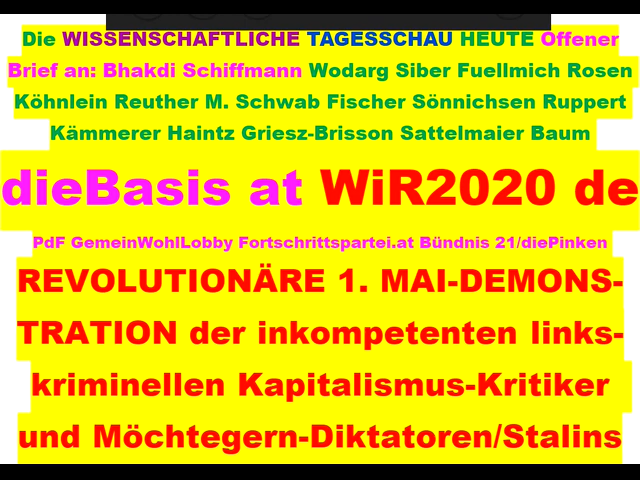 Die WISSENSCHAFTLICHE TAGESSCHAU HEUTE Offener
Brief an: Bhakdi Schiffmann Wodarg Siber Fuellmich Rosen
Köhnlein Reuther M. Schwab Fischer Sönnichsen Ruppert
Kämmerer Haintz Griesz-Brisson Sattelmaier Baum
dieBasis at WiR2020 de
PdF GemeinWohlLobby Fortschrittspartei.at Bündnis 21/diePinken
REVOLUTIONÄRE 1. MAI-DEMONS-
TRATION der inkompetenten links-
kriminellen Kapitalismus-Kritiker
und Möchtegern-Diktatoren/Stalins